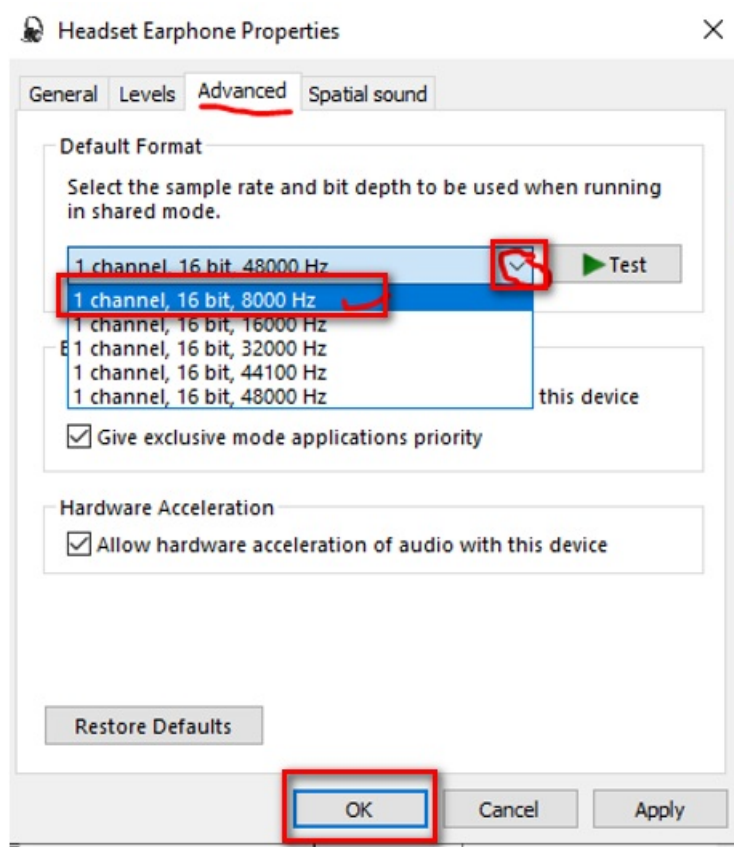 Headset Earphone Properties
General Levels Advanced Spatial sound
Default Format
Select the sample rate and bit depth to be used when running
in shared mode.
1 channel, 16 bit, 48000 Hz
Test
1 channel, 16 bit, 8000 Hz
1 channel, 16 bit, 16000 Hz
1 channel, 16 bit, 32000 Hz
1 channel, 16 bit, 44100 Hz
1 channel, 16 bit, 48000 Hz
this device
Give exclusive mode applications priority
Hardware Acceleration
Allow hardware acceleration of audio with this device
Restore Defaults
OK Cancel Apply